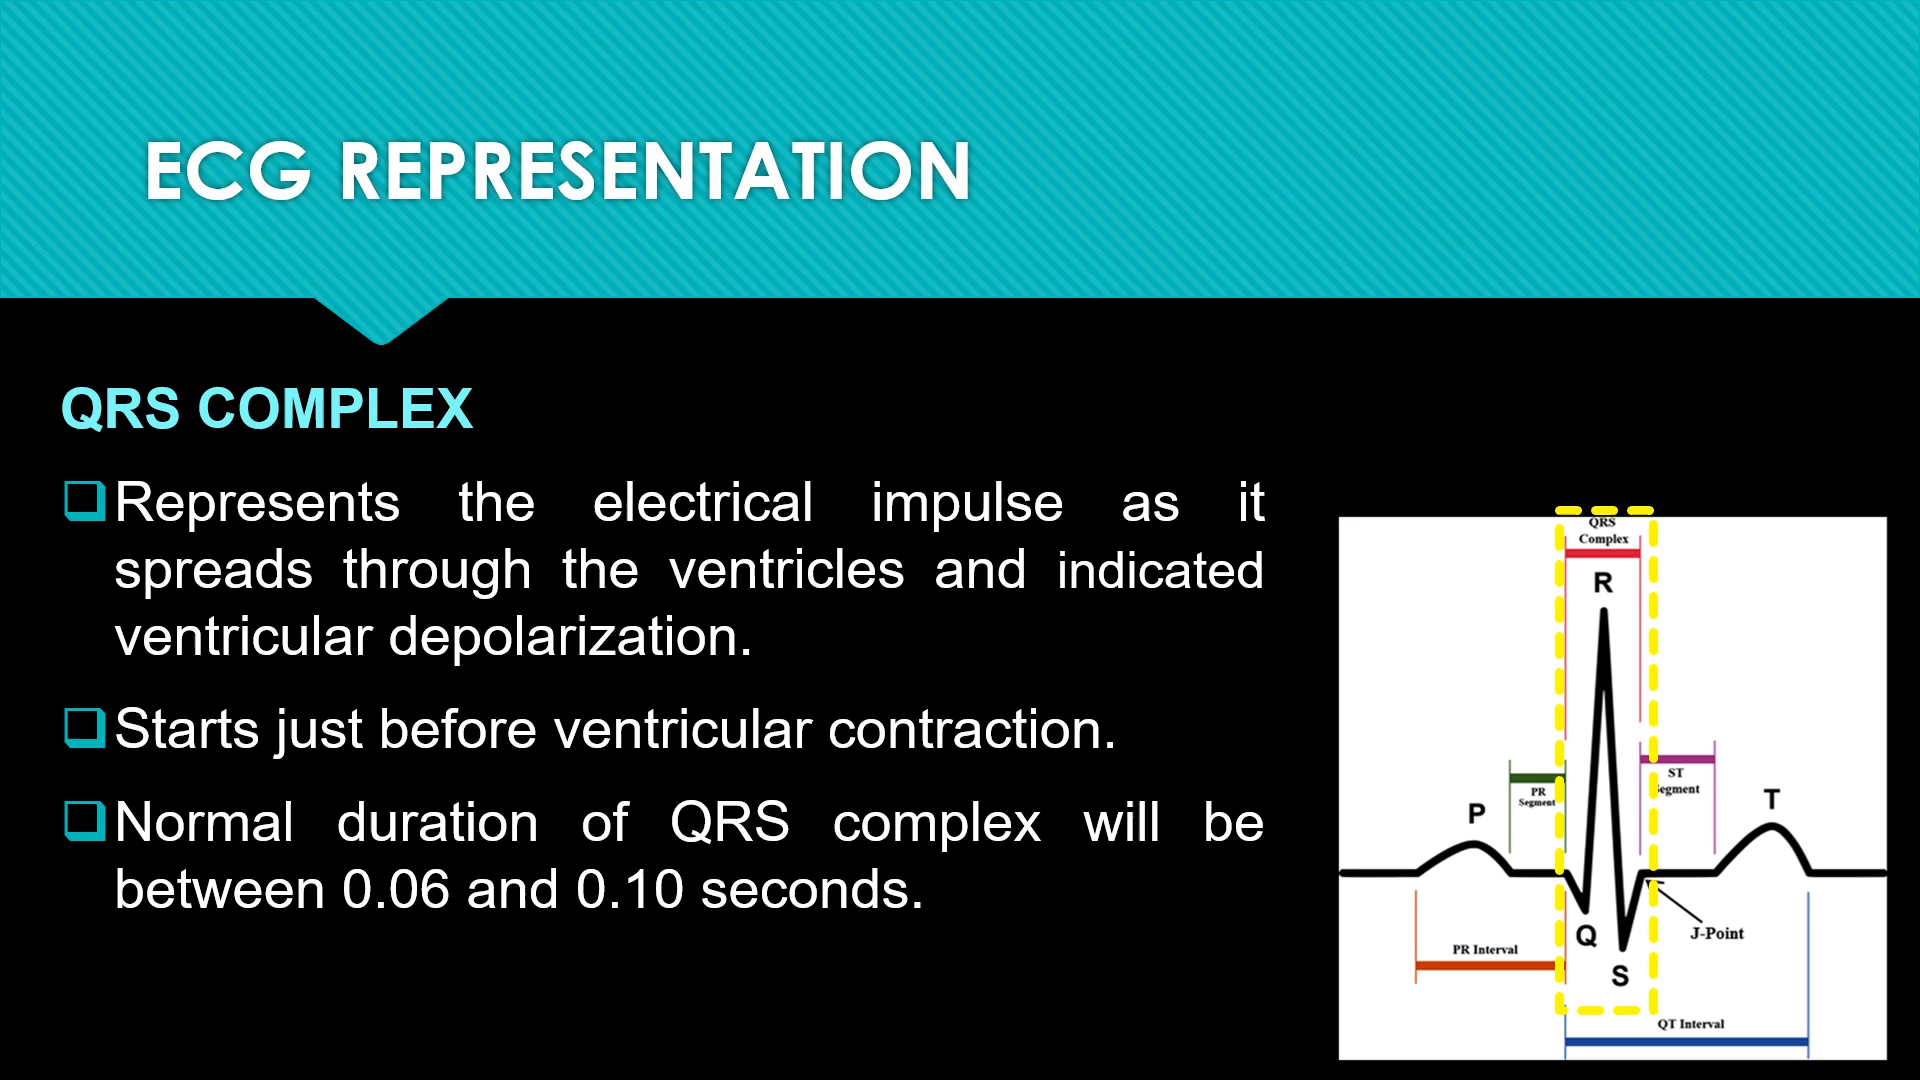 ECG REPRESENTATION
QRS COMPLEX
Represents the electrical impulse as it
spreads through the ventricles and indicated
ventricular depolarization.
Starts just before ventricular contraction.
Normal duration of QRS complex will be
between 0.06 and 0.10 seconds.
QRS
Complex
R
PR
Segment
ST
Segment
P
T
Q
S
J-Point
PR Interval
QT Interval